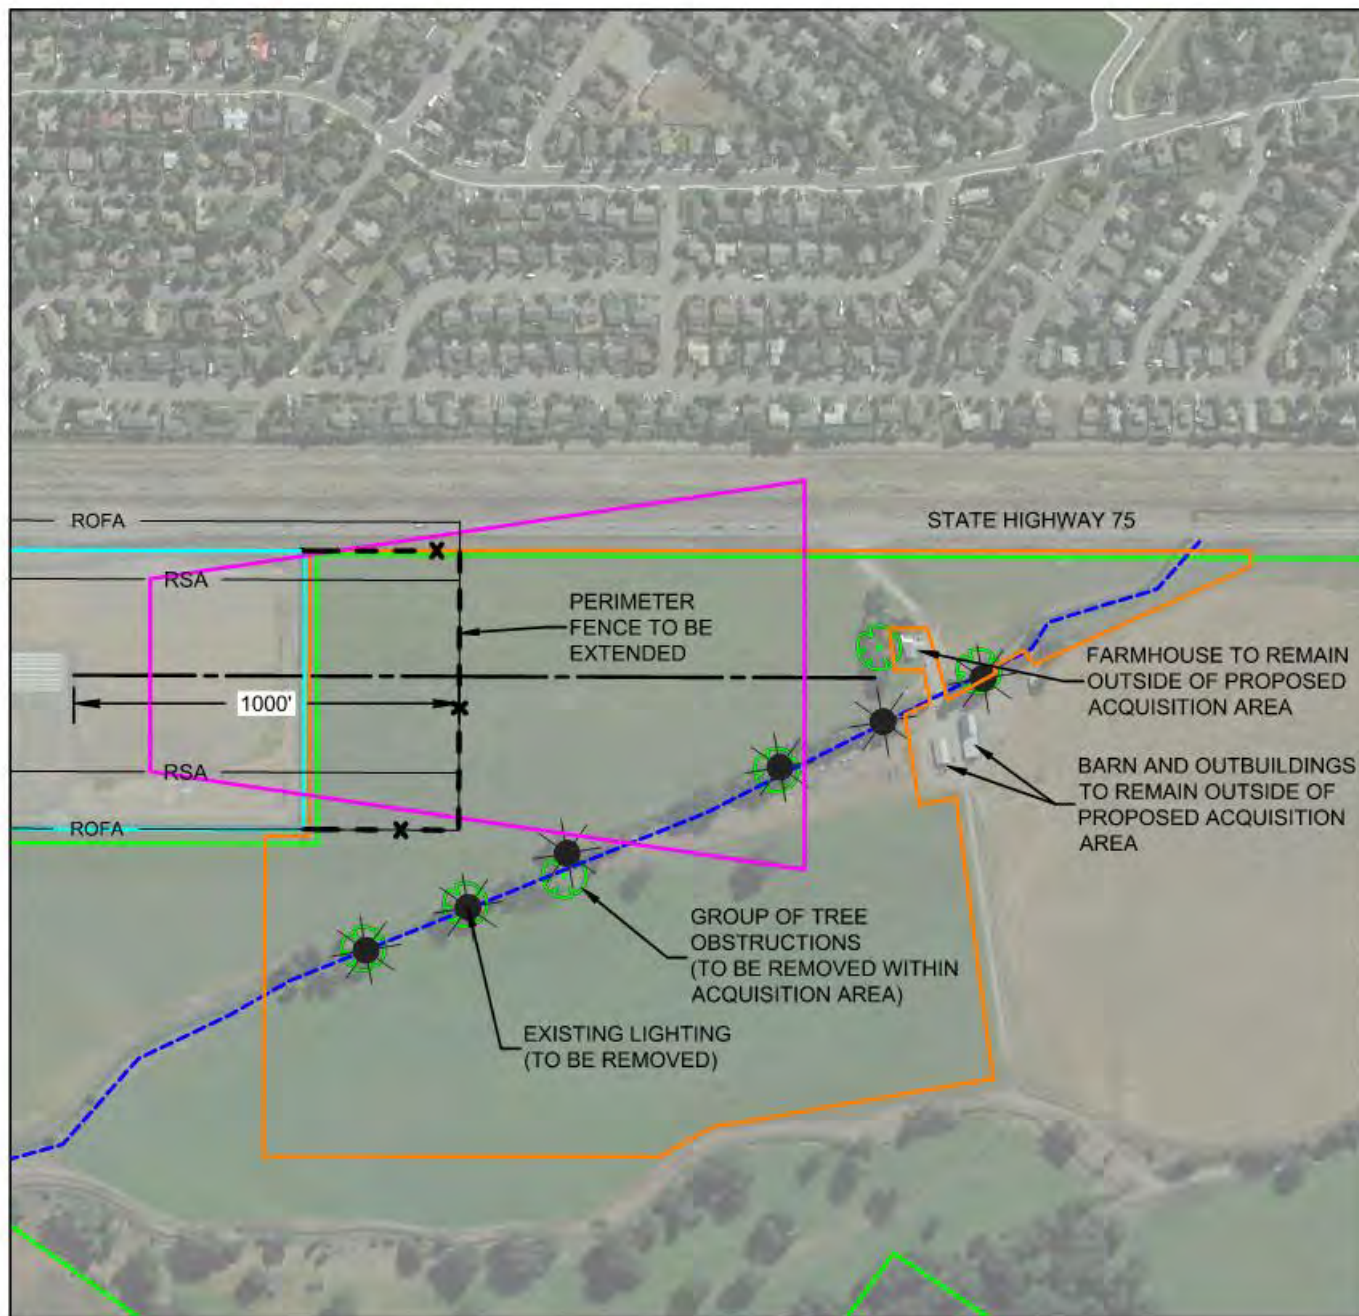 ROFA
STATE HIGHWAY 75
RSA
PERIMETER
FENCE TO BE
EXTENDED
FARMHOUSE TO REMAIN
OUTSIDE OF PROPOSED
ACQUISITION AREA
1000'
RSA
BARN AND OUTBUILDINGS
TO REMAIN OUTSIDE OF
PROPOSED ACQUISITION
AREA
ROFA
GROUP OF TREE
OBSTRUCTIONS
(TO BE REMOVED WITHIN
ACQUISITION AREA)
EXISTING LIGHTING
(TO BE REMOVED)